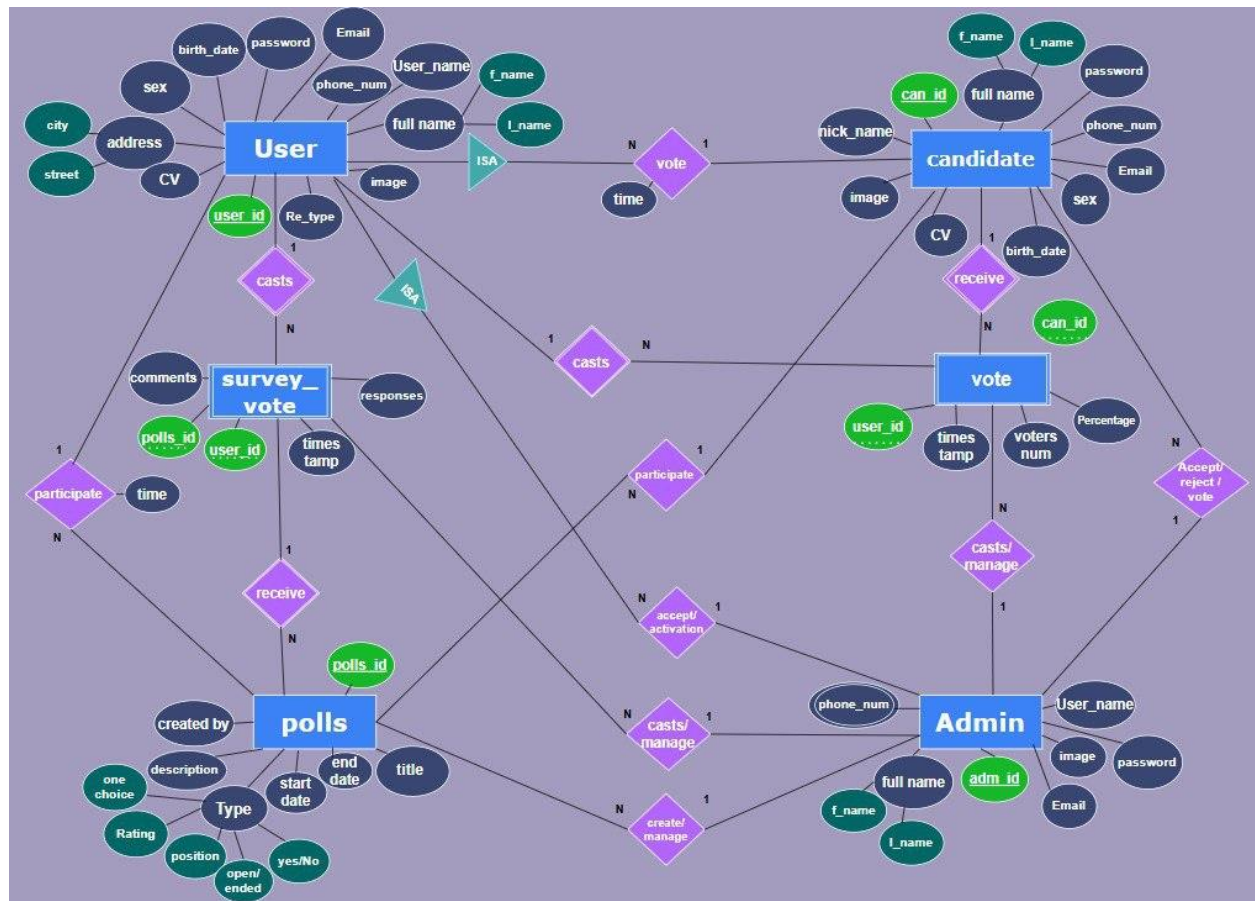 Email
f_name
l_name
birth_date
password
User_name
f_name
password
sex
phone_num
can_id
full name
city
full name
l_name
phone_num
address
User
ISA
N
vote
1
nick_name
candidate
street
CV
image
time
image
Email
sex
user_id
Re_type
CV
birth_date
1
casts
ISA
1
receive
N
can_id
N
1
casts
N
comments
survey_
vote
responses
vote
polls_id
user_id
times
tamp
user_id
times
tamp
voters
num
Percentage
1
participate
time
N
1
participate
N
N
Accept/
reject /
vote
1
N
casts/
manage
1
1
receive
N
N
accept/
activation
1
polls_id
created by
polls
N
casts/
manage
1
phone_num
Admin
User_name
description
start
date
end
date
title
image
password
one
choice
Type
full name
adm_id
Email
Rating
position
open/
ended
yes/No
N
create/
manage
1
f_name
l_name